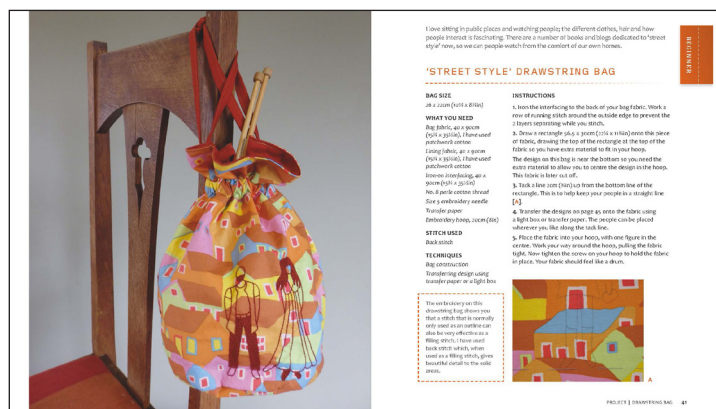 I love sitting in public places and watching people; the different clothes, hair and how
people interact is fascinating. There are a number of books and blogs dedicated to 'street
style' now, so we can people-watch from the comfort of our own homes.
BEGINNER
'STREET STYLE' DRAWSTRING BAG
BAG SIZE
26 x 22cm (10¼ x 8⅝in)
WHAT YOU NEED
Bag fabric, 40 x 90cm
(15¾ x 35½in). I have used
patchwork cotton
Lining fabric, 40 x 90cm
(15¾ x 35½in). I have used
patchwork cotton
Iron-on interfacing, 40 x
90cm (15¾ x 35½in)
No. 8 perle cotton thread
Size 5 embroidery needle
Transfer paper
Embroidery hoop, 20cm (8in)
STITCH USED
Back stitch
TECHNIQUES
Bag construction
Transferring design using
transfer paper or a light box
The embroidery on this
drawstring bag shows you
that a stitch that is normally
only used as an outline can
also be very effective as a
filling stitch. I have used
back stitch which, when
used as a filling stitch, gives
beautiful detail to the solid
areas.
INSTRUCTIONS
1. Iron the interfacing to the back of your bag fabric. Work a
row of running stitch around the outside edge to prevent the
2 layers separating while you stitch.
2. Draw a rectangle 56.5 x 30cm (22¼ x 11¾in) onto this piece
of fabric, drawing the top of the rectangle at the top of the
fabric so you have extra material to fit in your hoop.
The design on this bag is near the bottom so you need the
extra material to allow you to centre the design in the hoop.
This fabric is later cut off.
3. Tack a line 2cm (¾in) up from the bottom line of the
rectangle. This is to help keep your people in a straight line
[A].
4. Transfer the designs on page 45 onto the fabric using
a light box or transfer paper. The people can be placed
wherever you like along the tack line.
5. Place the fabric into your hoop, with one figure in the
centre. Work your way around the hoop, pulling the fabric
tight. Now tighten the screw on your hoop to hold the fabric
in place. Your fabric should feel like a drum.
A
PROJECT | DRAWSTRING BAG 41